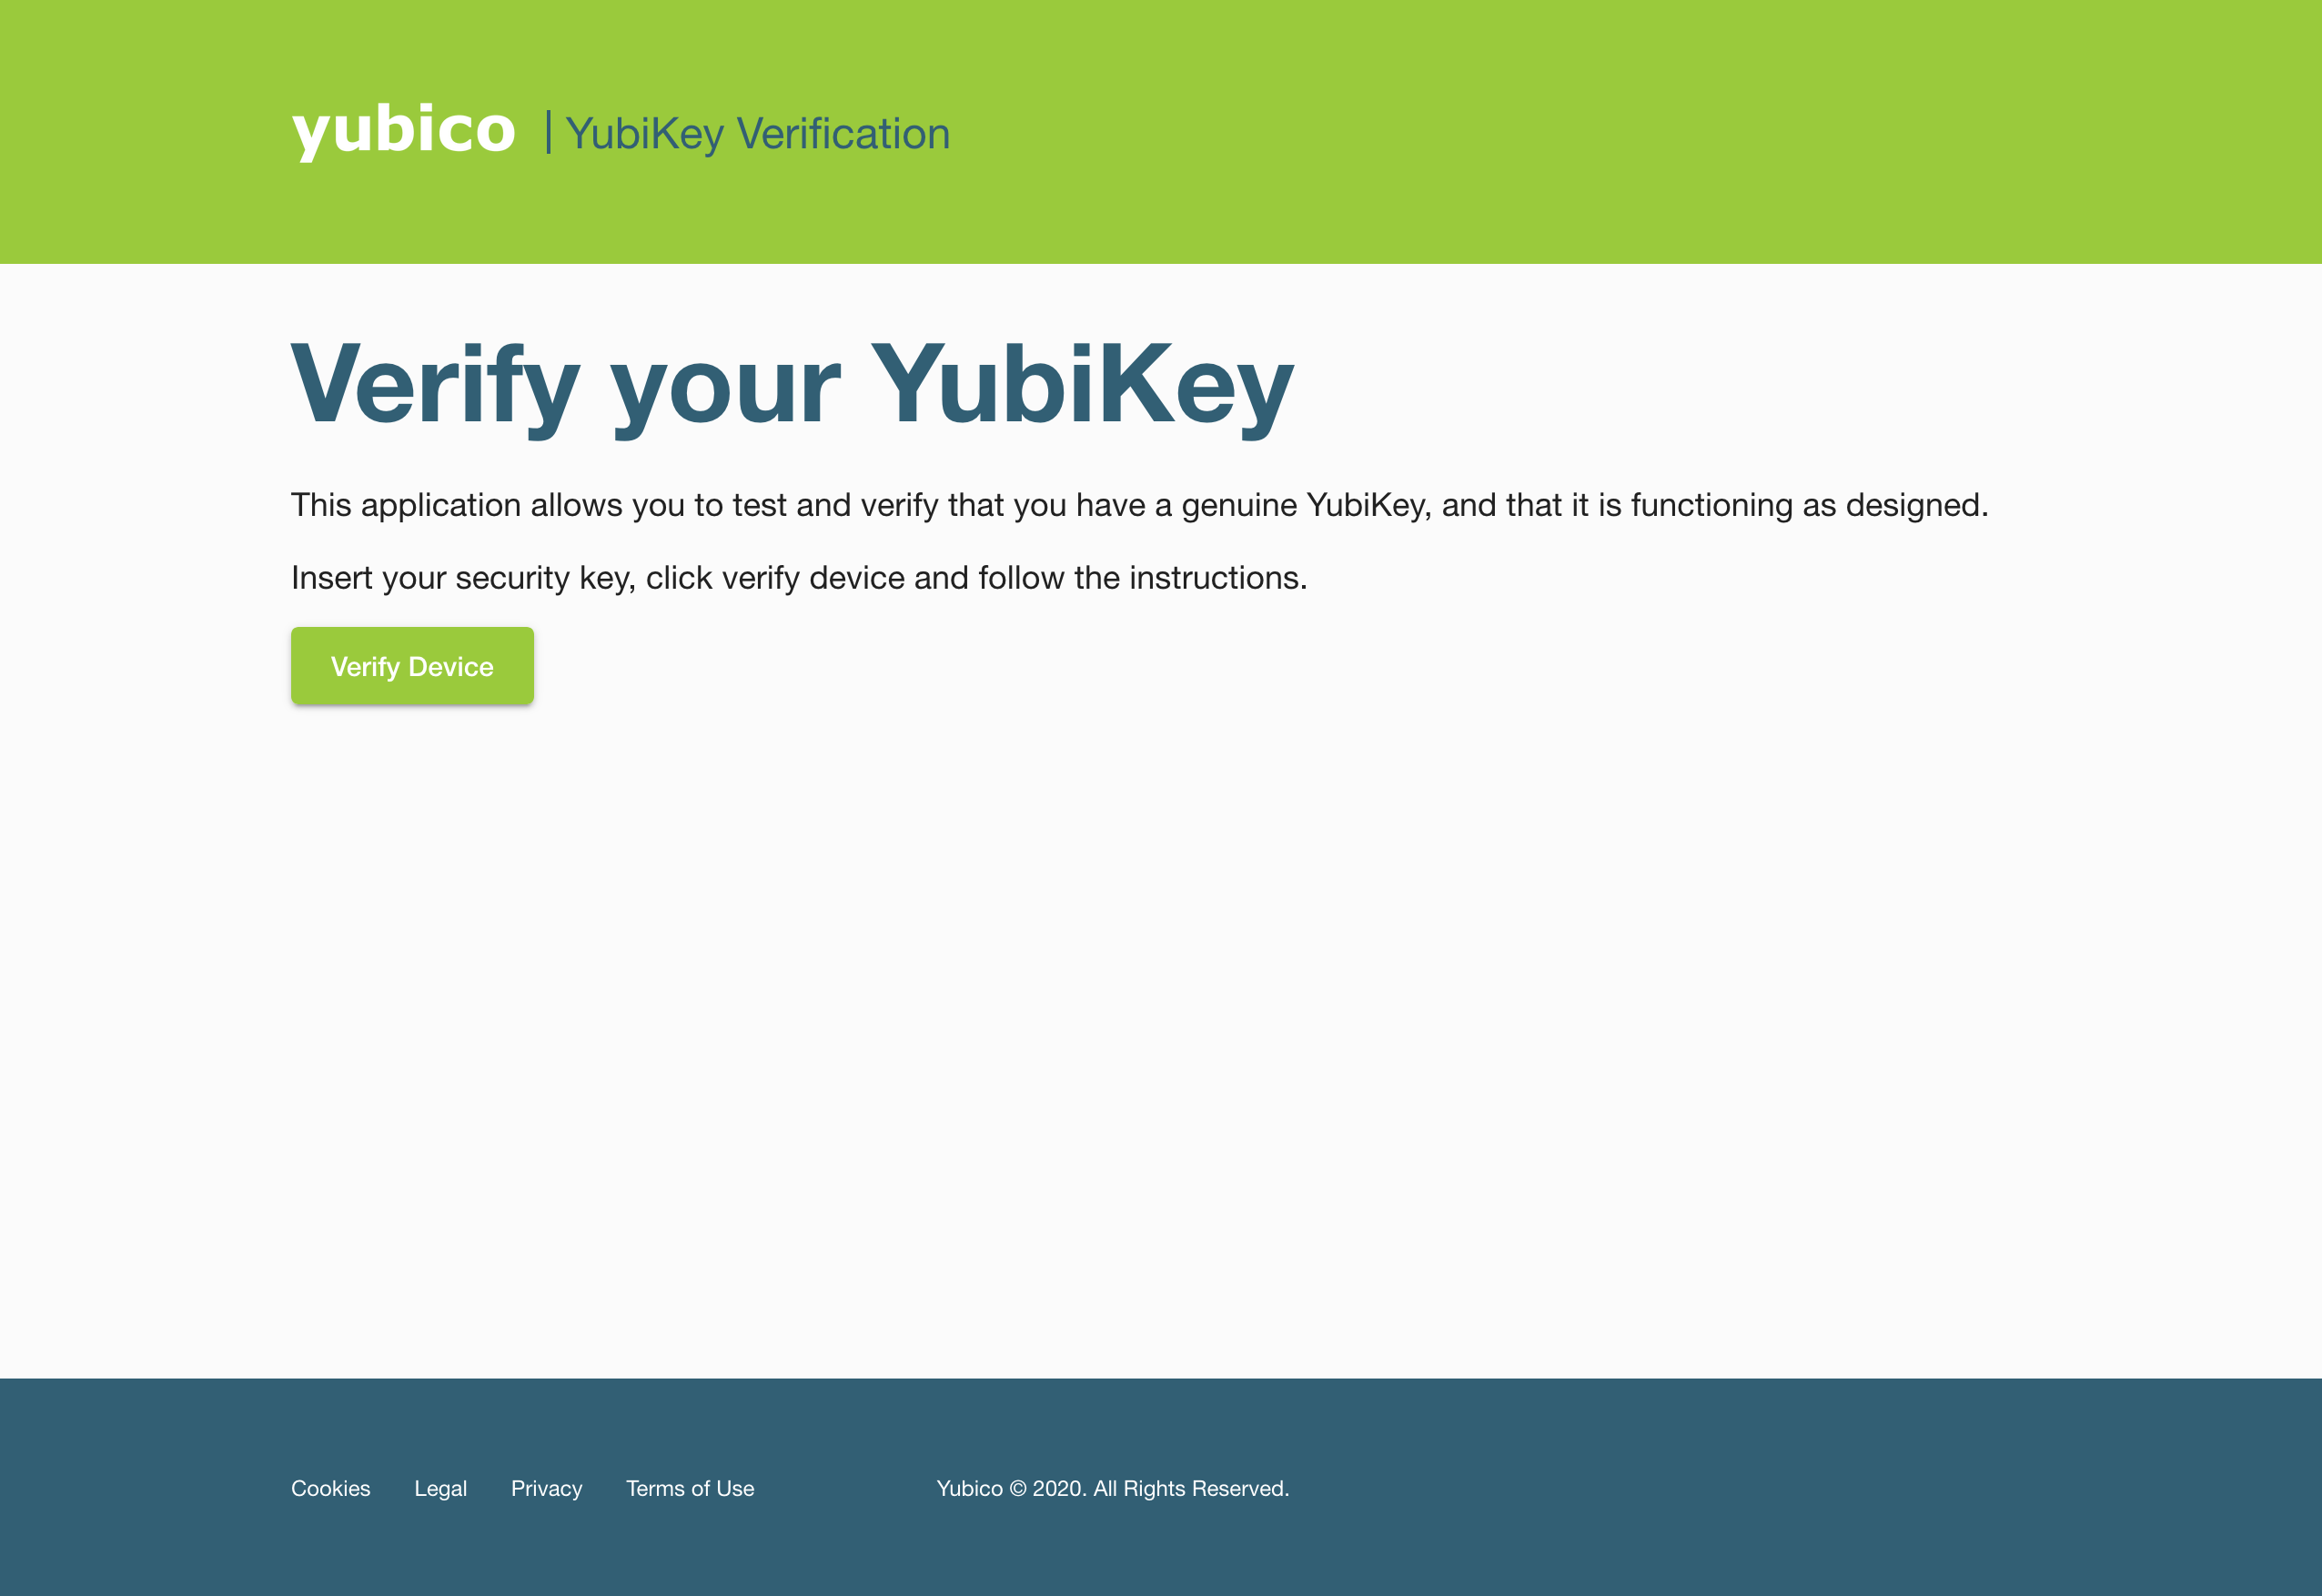 yubico | YubiKey Verification
Verify your YubiKey
This application allows you to test and verify that you have a genuine YubiKey, and that it is functioning as designed.
Insert your security key, click verify device and follow the instructions.
Verify Device
Cookies Legal Privacy Terms of Use Yubico © 2020. All Rights Reserved.